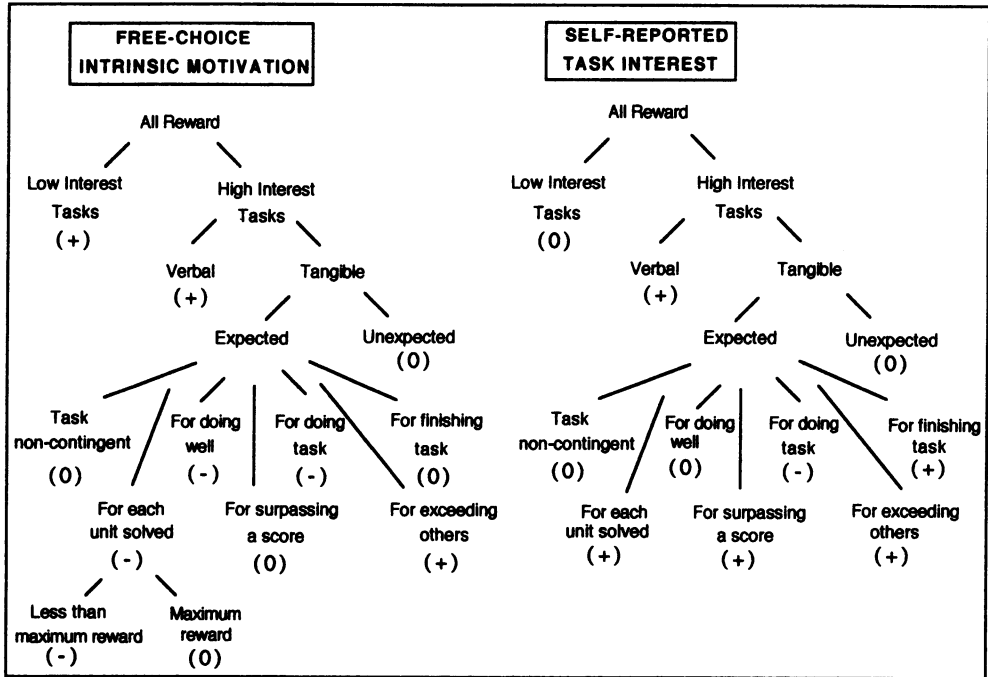 FREE-CHOICE
INTRINSIC MOTIVATION
All Reward
Low Interest
Tasks
(+)
High Interest
Tasks
Verbal
(+)
Tangible
Expected
Unexpected
(0)
Task
non-contingent
(0)
For doing
well
(-)
For doing
task
(-)
For finishing
task
(0)
For each
unit solved
(-)
For surpassing
a score
(0)
For exceeding
others
(+)
Less than
maximum reward
(-)
Maximum
reward
(0)
SELF-REPORTED
TASK INTEREST
All Reward
Low Interest
Tasks
(0)
High Interest
Tasks
Verbal
(+)
Tangible
Expected
Unexpected
(0)
Task
non-contingent
(0)
For doing
well
(0)
For doing
task
(-)
For finishing
task
(+)
For each
unit solved
(+)
For surpassing
a score
(+)
For exceeding
others
(+)